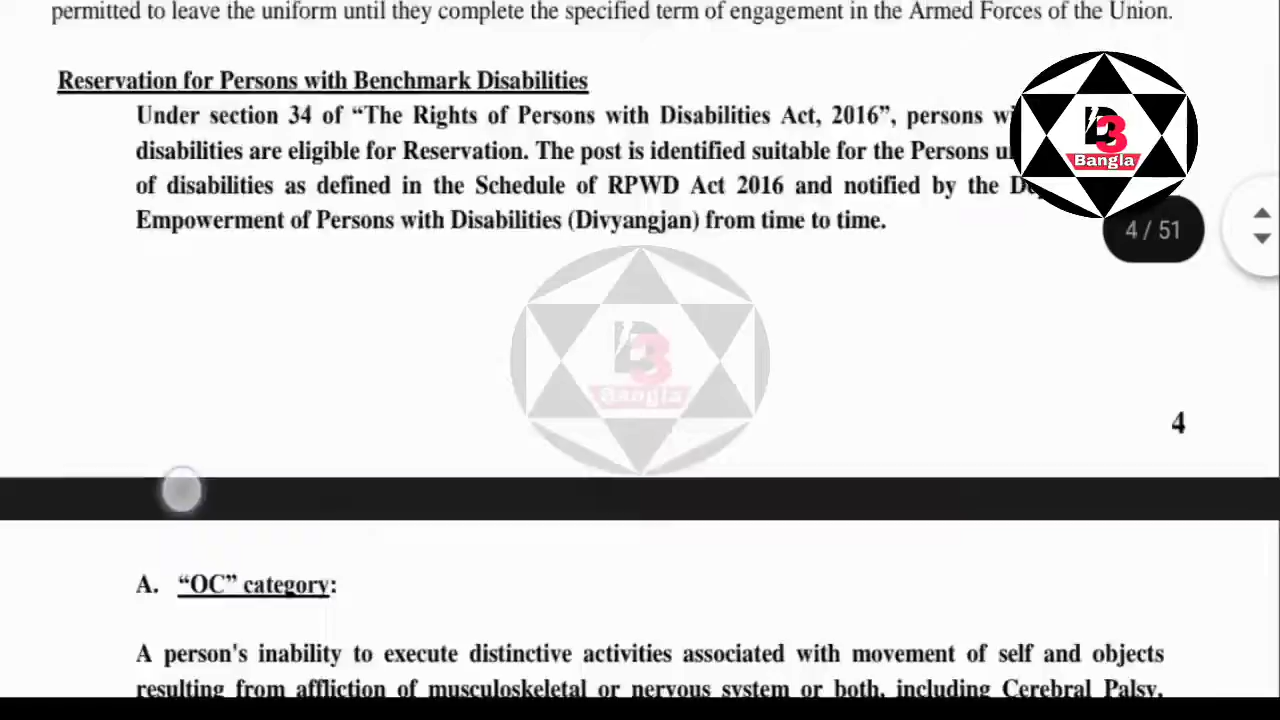 permitted to leave the uniform until they complete the specified term of engagement in the Armed Forces of the Union.
Reservation for Persons with Benchmark Disabilities
Under section 34 of “The Rights of Persons with Disabilities Act, 2016”, persons
disabilities are eligible for Reservation. The post is identified suitable for the Persons
of disabilities as defined in the Schedule of RPWD Act 2016 and notified by the
Empowerment of Persons with Disabilities (Divyangjan) from time to time.
D3
Bangla
4 / 51
D3
Bangla
4
A. “OC” category:
A person's inability to execute distinctive activities associated with movement of self and objects
resulting from affliction of musculoskeletal or nervous system or both, including Cerebral Palsy,